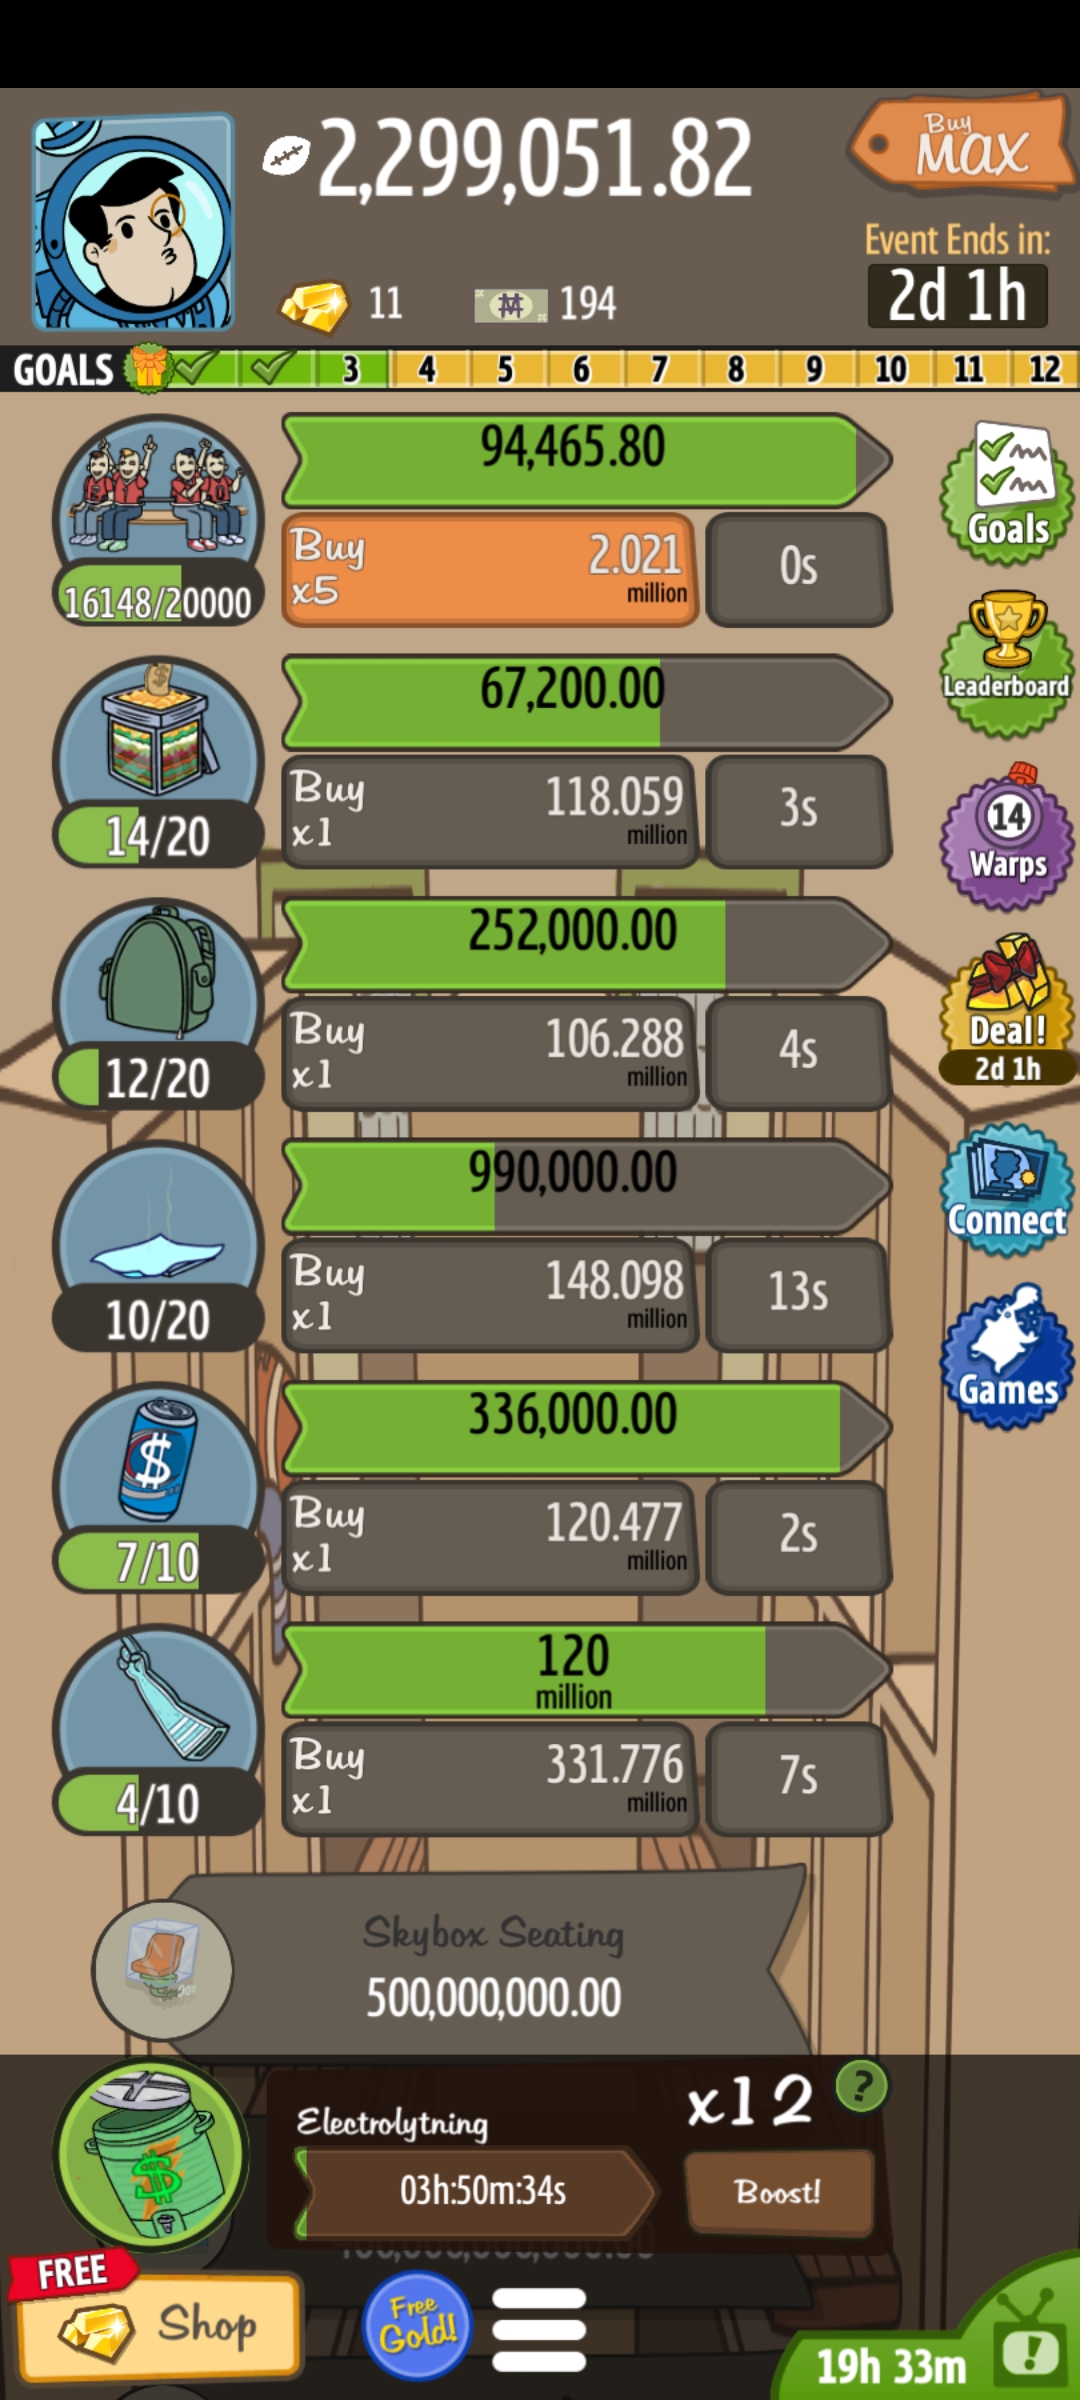 2,299,051.82
Buy
MAX
Event Ends in:
2d 1h
11
194
GOALS 3 4 5 6 7 8 9 10 11 12
94,465.80
Buy
x5
2.021
million
0s
16148/20000
Goals
67,200.00
Buy
x1
118.059
million
3s
14/20
Leaderboard
14
Warps
252,000.00
Buy
x1
106.288
million
4s
12/20
Deal!
2d 1h
990,000.00
Buy
x1
148.098
million
13s
10/20
Connect
336,000.00
Buy
x1
120.477
million
2s
7/10
Games
120
million
Buy
x1
331.776
million
7s
4/10
Skybox Seating
500,000,000.00
Electrolytning
x12
?
03h:50m:34s
Boost!
FREE
Shop
Free
Gold!
19h 33m
!